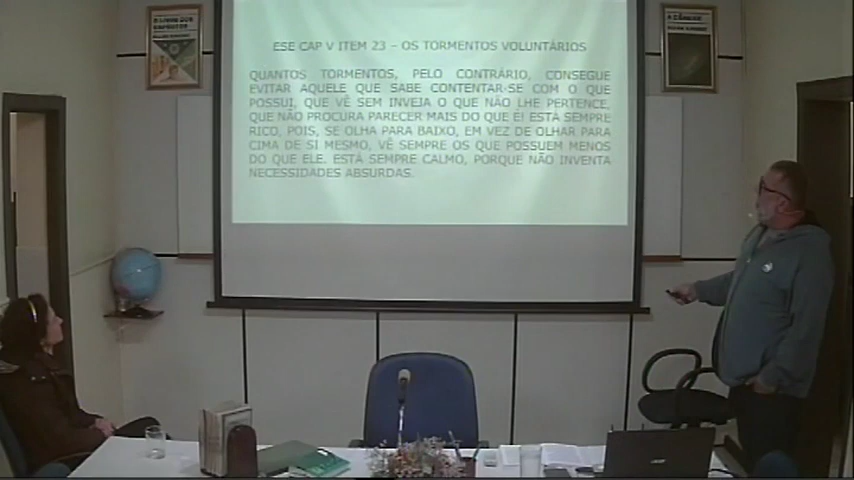 ESE CAP V ITEM 23 – OS TORMENTOS VOLUNTÁRIOS
QUANTOS TORMENTOS, PELO CONTRÁRIO, CONSEGUE
EVITAR AQUELE QUE SABE CONTENTAR-SE COM O QUE
POSSUI, QUE VÊ SEM INVEJA O QUE NÃO LHE PERTENCE,
QUE NÃO PROCURA PARECER MAIS DO QUE É! ESTÁ SEMPRE
RICO, POIS, SE OLHA PARA BAIXO, EM VEZ DE OLHAR PARA
CIMA DE SI MESMO, VÊ SEMPRE OS QUE POSSUEM MENOS
DO QUE ELE. ESTÁ SEMPRE CALMO, PORQUE NÃO INVENTA
NECESSIDADES ABSURDAS.